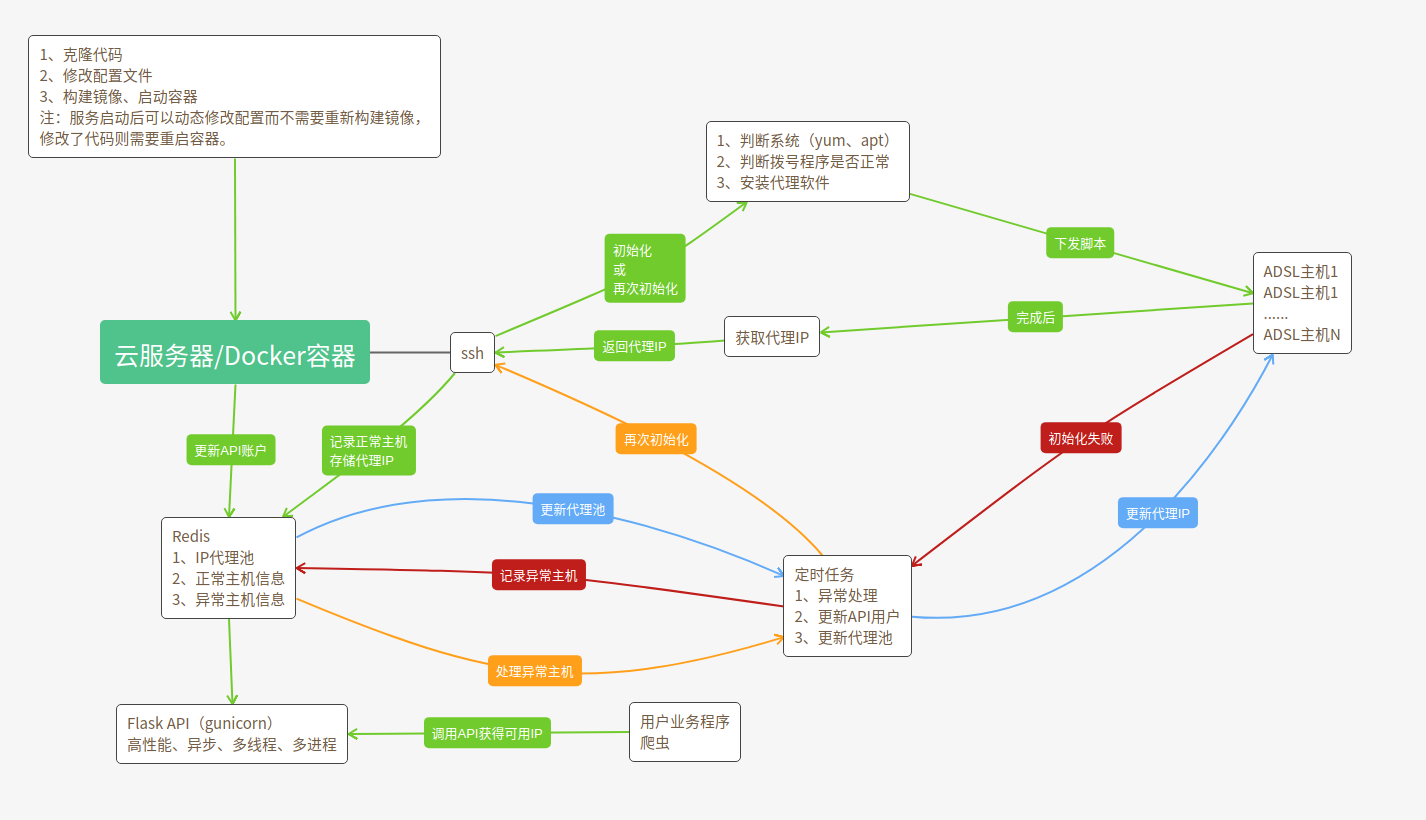 1、克隆代码
2、修改配置文件
3、构建镜像、启动容器
注：服务启动后可以动态修改配置而不需要重新构建镜像，
修改了代码则需要重启容器。
1、判断系统（yum、apt）
2、判断拨号程序是否正常
3、安装代理软件
初始化
或
再次初始化
下发脚本
ADSL主机1
ADSL主机1
......
ADSL主机N
完成后
获取代理IP
返回代理IP
ssh
云服务器/Docker容器
更新API账户
记录正常主机
存储代理IP
再次初始化
初始化失败
更新代理池
更新代理IP
Redis
1、IP代理池
2、正常主机信息
3、异常主机信息
记录异常主机
定时任务
1、异常处理
2、更新API用户
3、更新代理池
处理异常主机
Flask API（gunicorn）
高性能、异步、多线程、多进程
调用API获得可用IP
用户业务程序
爬虫